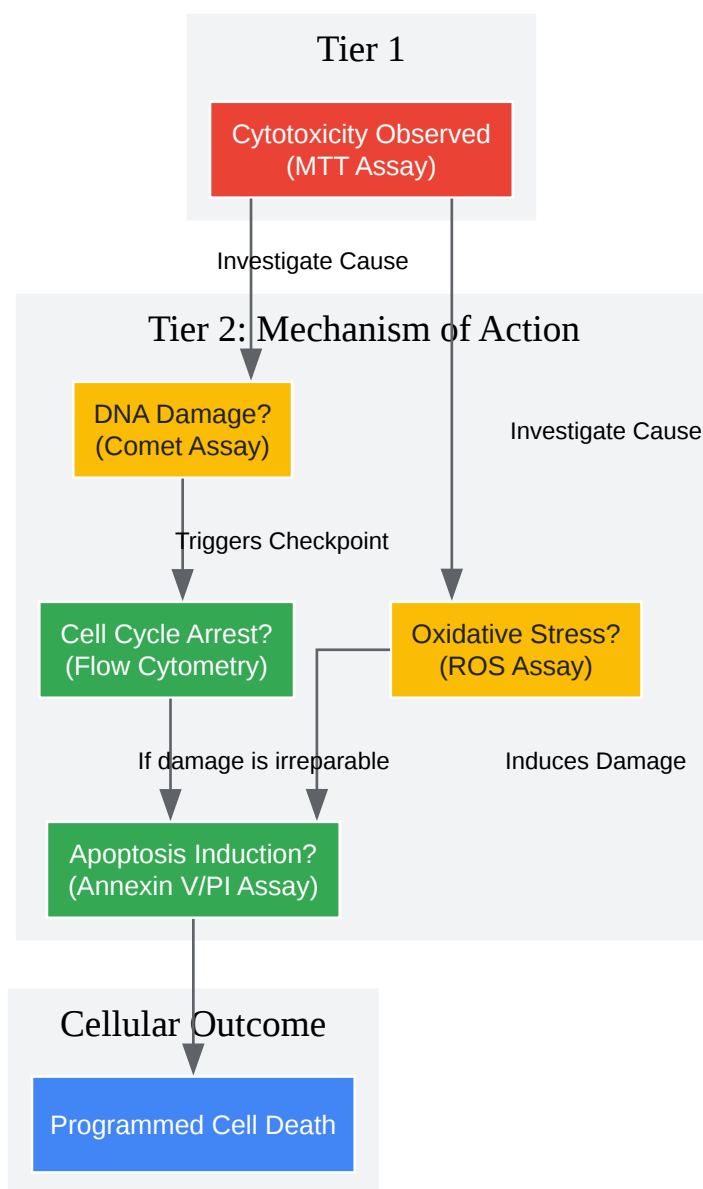 Tier 1
Cytotoxicity Observed
(MTT Assay)
Investigate Cause
Tier 2: Mechanism of Action
DNA Damage?
(Comet Assay)
Investigate Cause
Triggers Checkpoint
Cell Cycle Arrest?
(Flow Cytometry)
Oxidative Stress?
(ROS Assay)
If damage is irreparable
Induces Damage
Apoptosis Induction?
(Annexin V/PI Assay)
Cellular Outcome
Programmed Cell Death